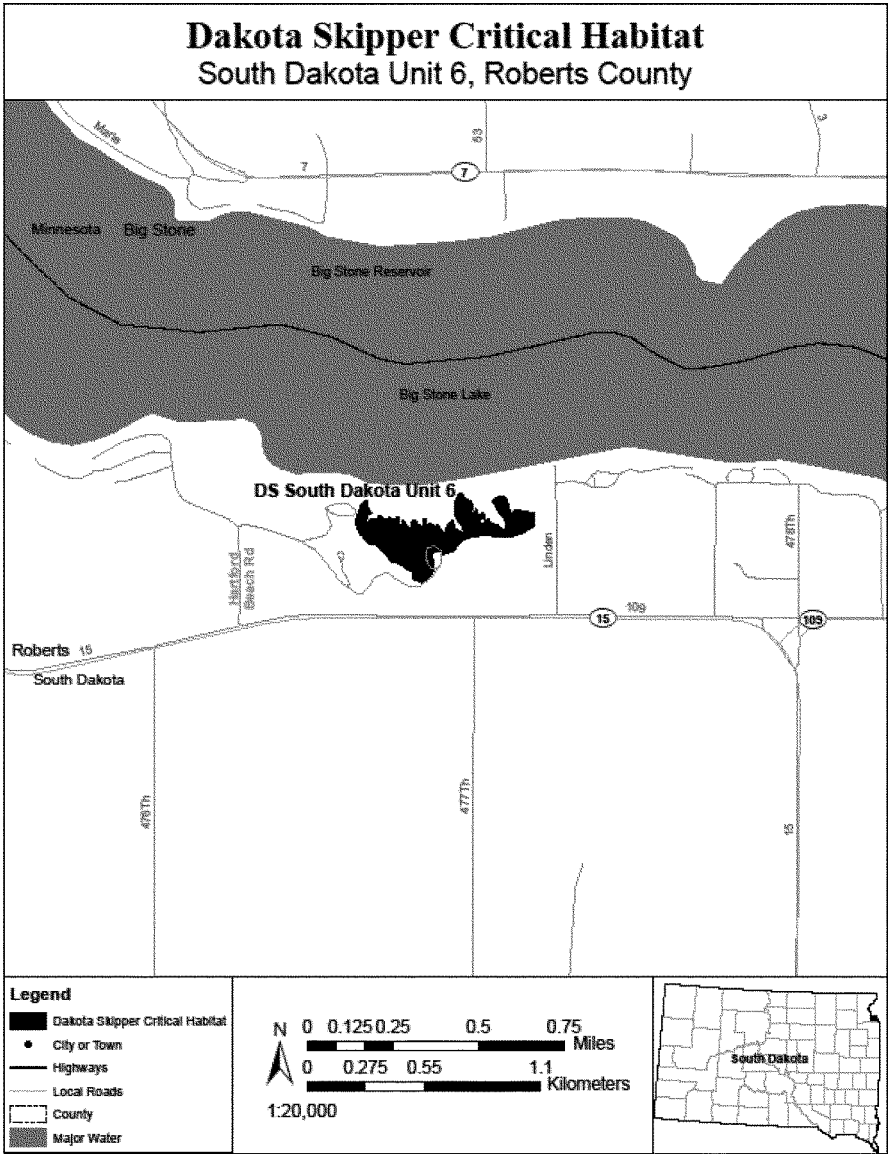 Dakota Skipper Critical Habitat
South Dakota Unit 6, Roberts County
Marie
63
3
7
7
Minnesota
Big Stone
Big Stone Reservoir
Big Stone Lake
DS South Dakota Unit 6
Hartford
Beach Rd
Linden
478Th
15
109
109
Roberts
15
South Dakota
476Th
477Th
15
Legend
Dakota Skipper Critical Habitat
City or Town
Highways
Local Roads
County
Major Water
N
0 0.125 0.25 0.5 0.75
Miles
0 0.275 0.55 1.1
Kilometers
1:20,000
South Dakota